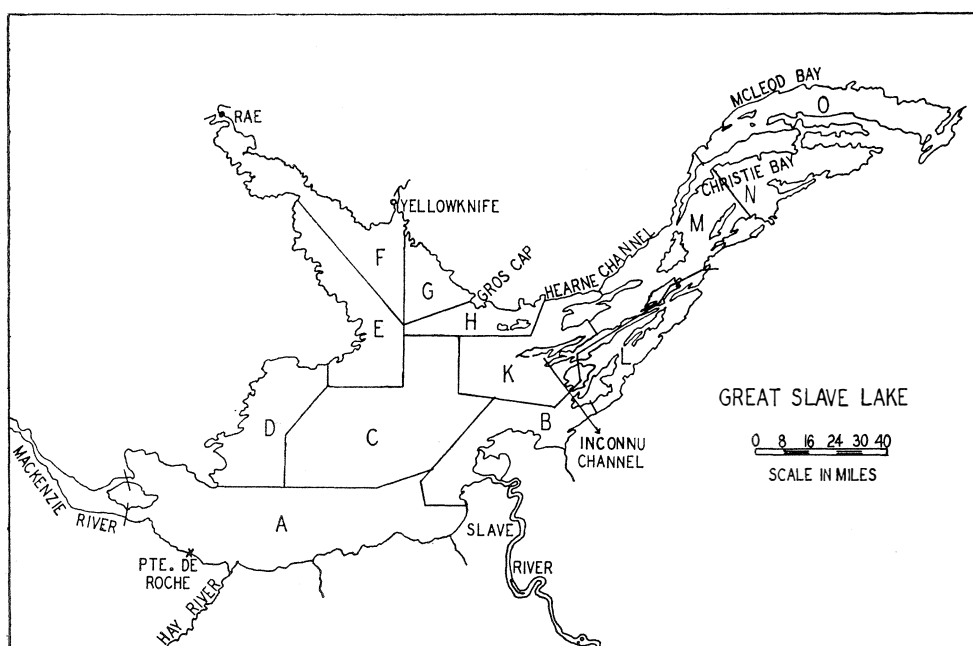 MCLEOD BAY
O
RAE
CHRISTIE BAY
N
YELLOWKNIFE
M
F
HEARNE CHANNEL
GROS CAP
G
H
E
L
K
GREAT SLAVE LAKE
D
C
B
0 8 16 24 30 40
INCONNU
CHANNEL
SCALE IN MILES
MACKENZIE RIVER
A
SLAVE
RIVER
PTE. DE
ROCHE
HAY RIVER